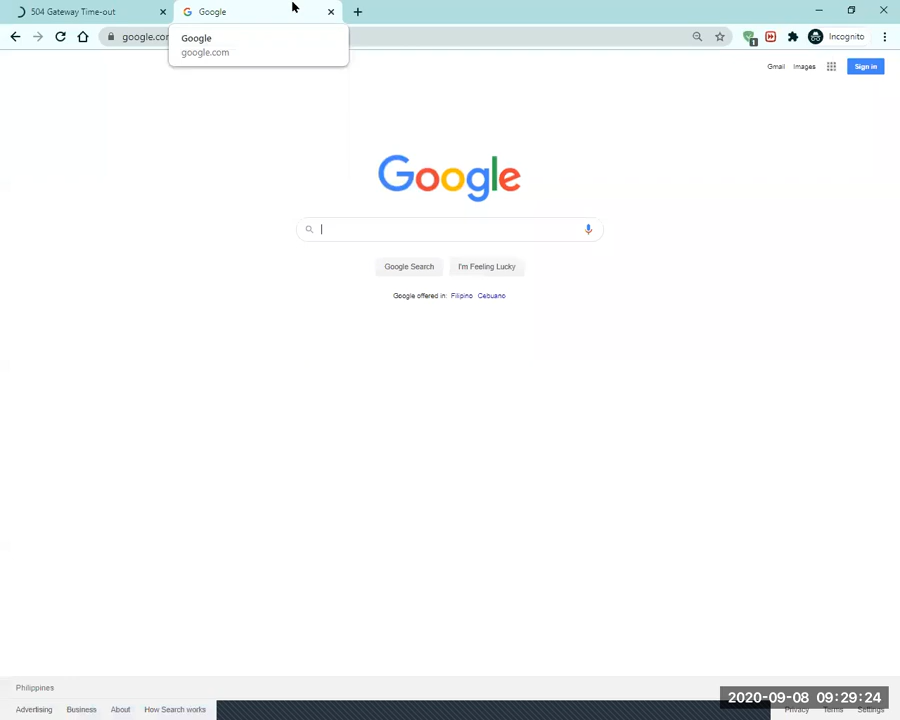 504 Gateway Time-out
Google
Google
google.com
google.com
Incognito
Gmail Images Sign in
Google
Google Search I'm Feeling Lucky
Google offered in: Filipino Cebuano
Philippines
Advertising Business About How Search works Privacy Terms Settings
2020-09-08 09:29:24
1